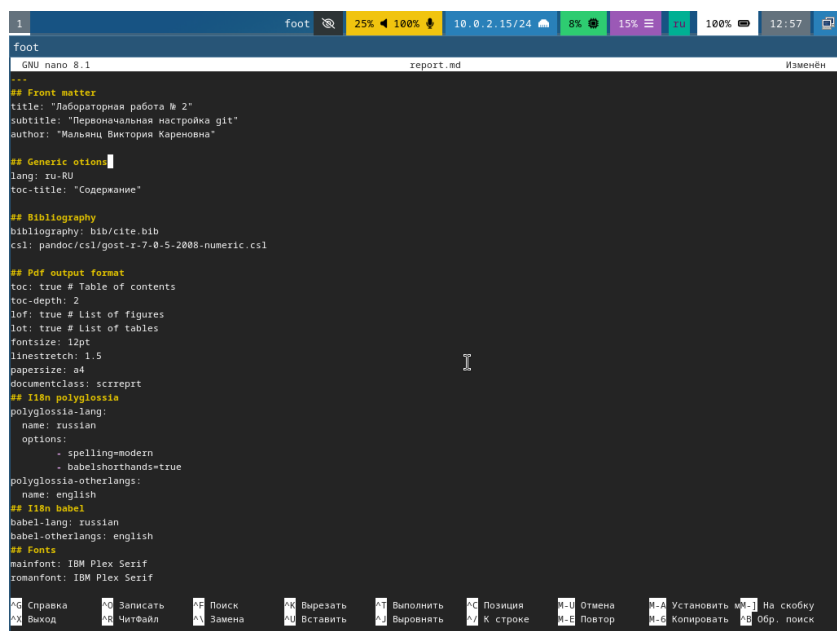 1 foot 25% 100% 10.0.2.15/24 8% 15% ru 100% 12:57
foot
GNU nano 8.1 report.md Изменён
---
## Front matter
title: "Лабораторная работа № 2"
subtitle: "Первоначальная настройка git"
author: "Мальянц Виктория Кареновна"
## Generic otions
lang: ru-RU
toc-title: "Содержание"
## Bibliography
bibliography: bib/cite.bib
csl: pandoc/csl/gost-r-7-0-5-2008-numeric.csl
## Pdf output format
toc: true # Table of contents
toc-depth: 2
lof: true # List of figures
lot: true # List of tables
fontsize: 12pt
linestretch: 1.5
papersize: a4
documentclass: scrreprt
## I18n polyglossia
polyglossia-lang:
name: russian
options:
- spelling=modern
- babelshorthands=true
polyglossia-otherlangs:
name: english
## I18n babel
babel-lang: russian
babel-otherlangs: english
## Fonts
mainfont: IBM Plex Serif
romanfont: IBM Plex Serif
^G Справка ^O Записать ^F Поиск ^K Вырезать ^T Выполнить ^C Позиция M-U Отмена M-A Установить м M-] На скобку
^X Выход ^R ЧитФайл ^\ Замена ^U Вставить ^J Выровнять ^/ К строке M-E Повтор M-6 Копировать ^B Обр. поиск